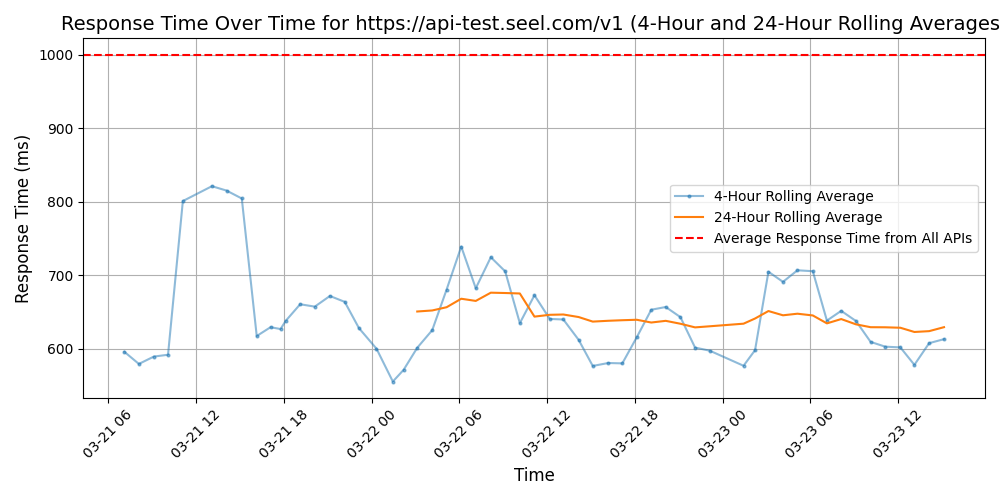 Response Time Over Time for https://api-test.seel.com/v1 (4-Hour and 24-Hour Rolling Averages
Response Time (ms)
1000
900
800
700
600
4-Hour Rolling Average
24-Hour Rolling Average
Average Response Time from All APIs
03-21 06
03-21 12
03-21 18
03-22 00
03-22 06
03-22 12
03-22 18
03-23 00
03-23 06
03-23 12
Time